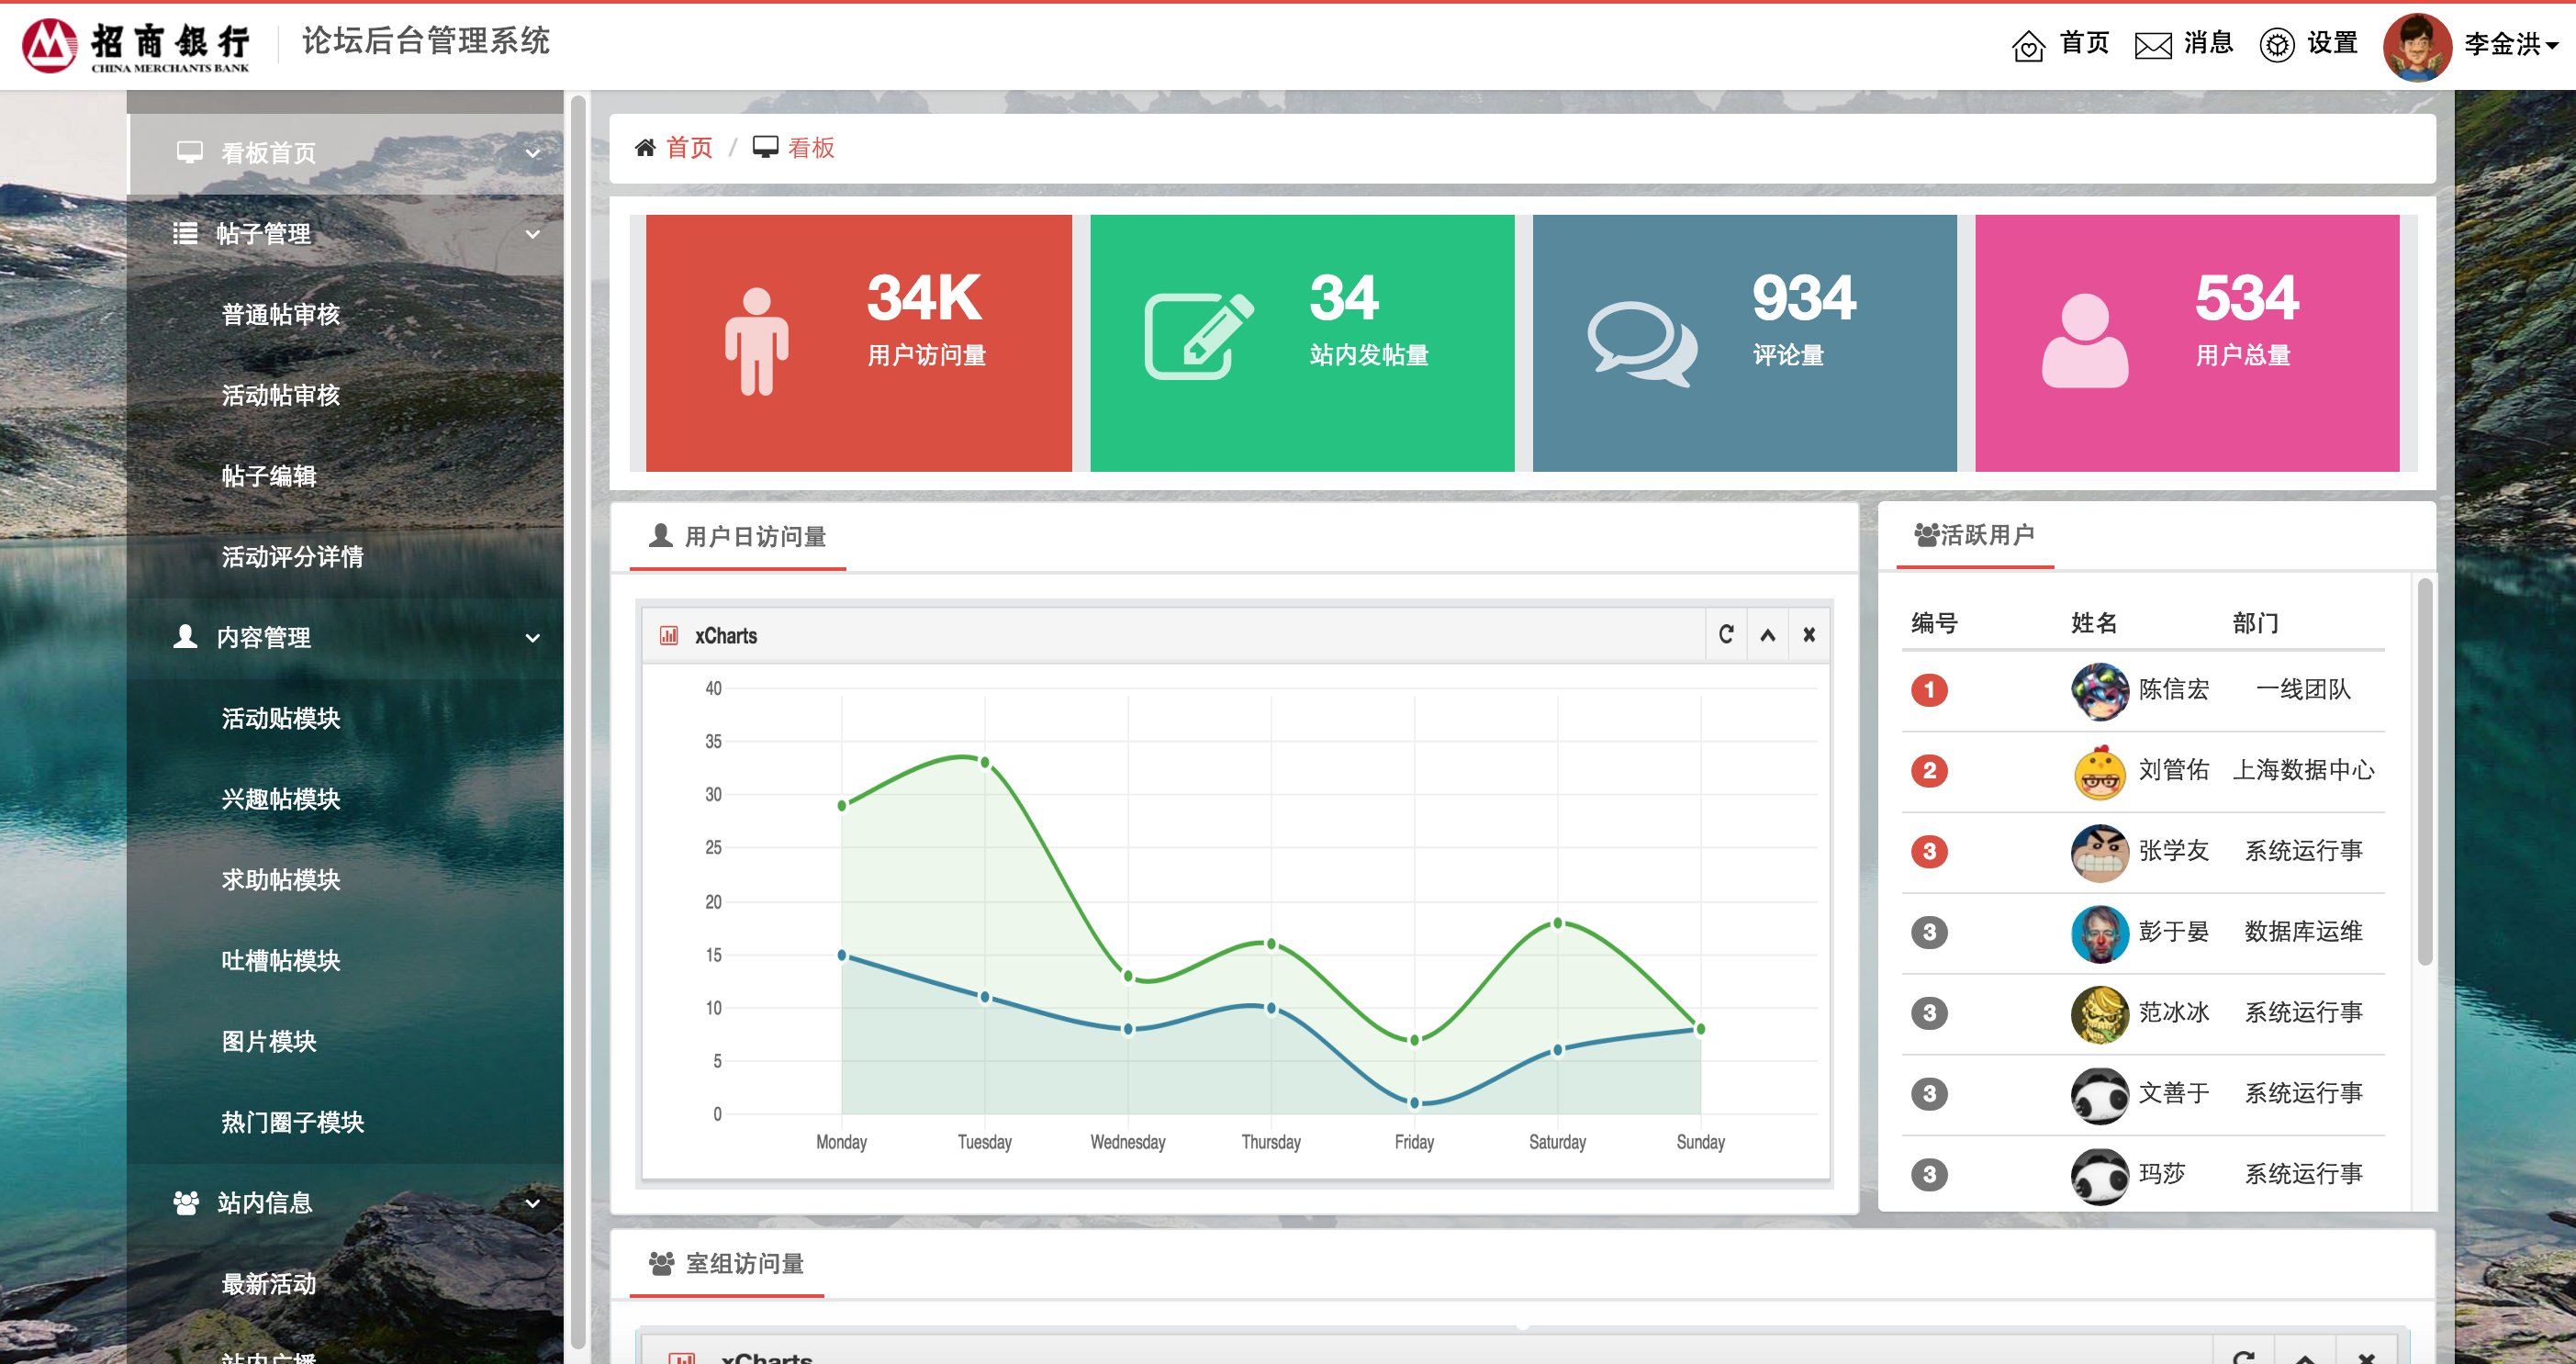 招商銀行
CHINA MERCHANTS BANK
论坛后台管理系统
首页 消息 设置 李金洪
看板首页
帖子管理
普通帖审核
活动帖审核
帖子编辑
活动评分详情
内容管理
活动贴模块
兴趣帖模块
求助帖模块
吐槽帖模块
图片模块
热门圈子模块
站内信息
最新活动
站内广播
首页 / 看板
34K
用户访问量
34
站内发帖量
934
评论量
534
用户总量
用户日访问量
xCharts
40
35
30
25
20
15
10
5
0
Monday Tuesday Wednesday Thursday Friday Saturday Sunday
活跃用户
编号 姓名 部门
1 陈信宏 一线团队
2 刘管佑 上海数据中心
3 张学友 系统运行事
3 彭于晏 数据库运维
3 范冰冰 系统运行事
3 文善于 系统运行事
3 玛莎 系统运行事
室组访问量
xCharts